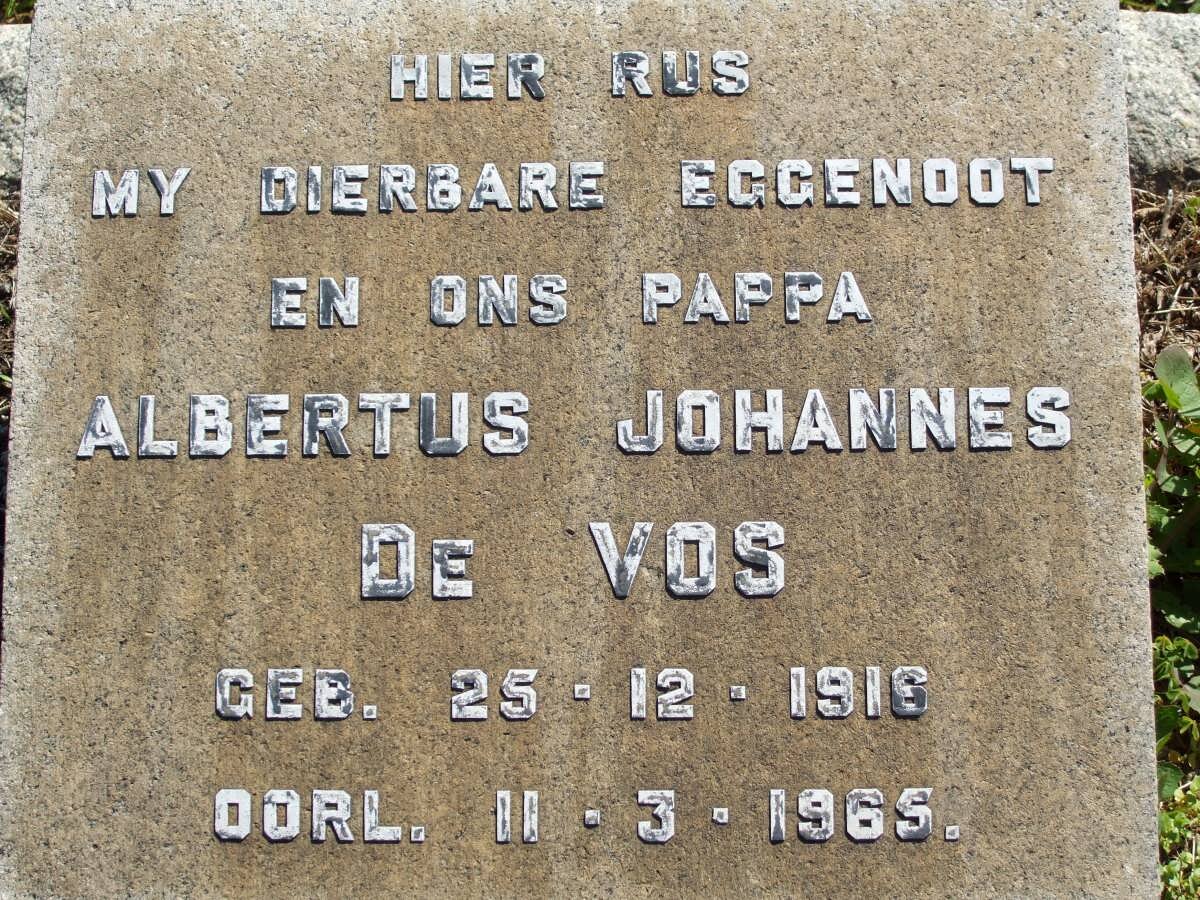 HIER RUS
MY DIERBARE EGGENOOT
EN ONS PAPPA
ALBERTUS JOHANNES
DE VOS
GEB. 25 · 12 · 1916
OORL. 11 · 3 · 1965.